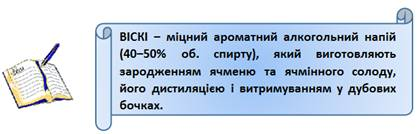 ВІСКІ – міцний ароматний алкогольний напій
(40–50% об. спирту), який виготовляють
зародженням ячменю та ячмінного солоду,
його дистиляцією і витримуванням у дубових
бочках.